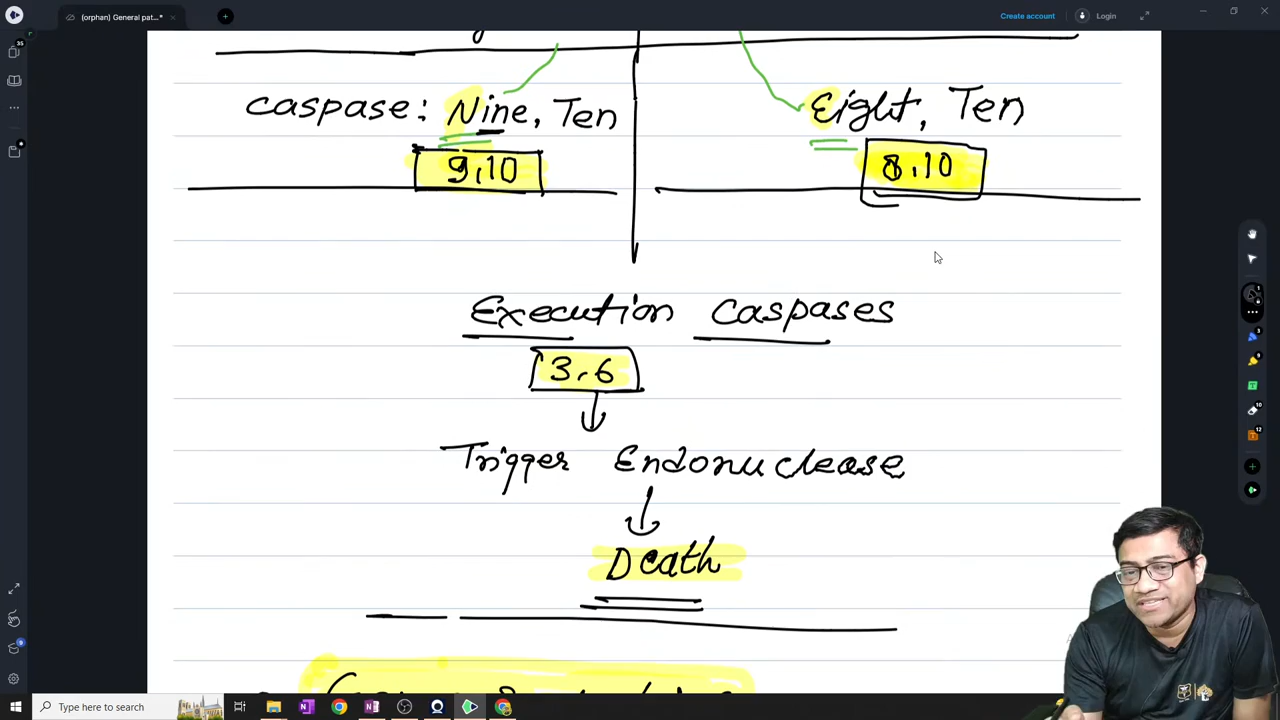 (orphan) General pat...*
Create account
Login
35
caspase: Nine, Ten
Eight, Ten
9,10
8,10
Execution Caspases
3,6
Trigger Endonuclease
Death
Type here to search